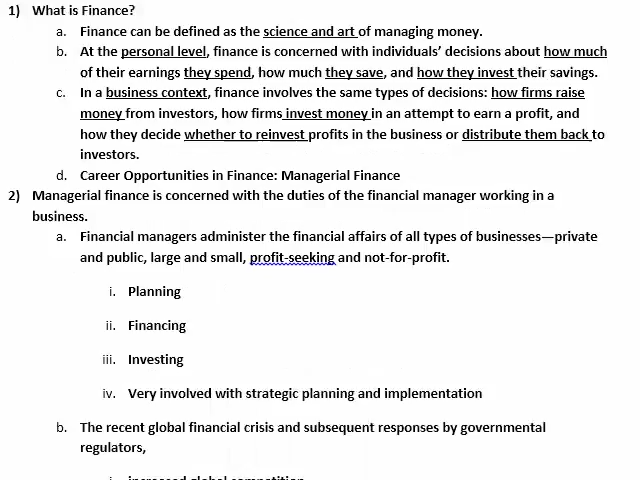 1) What is Finance?
a. Finance can be defined as the science and art of managing money.
b. At the personal level, finance is concerned with individuals’ decisions about how much
of their earnings they spend, how much they save, and how they invest their savings.
c. In a business context, finance involves the same types of decisions: how firms raise
money from investors, how firms invest money in an attempt to earn a profit, and
how they decide whether to reinvest profits in the business or distribute them back to
investors.
d. Career Opportunities in Finance: Managerial Finance
2) Managerial finance is concerned with the duties of the financial manager working in a
business.
a. Financial managers administer the financial affairs of all types of businesses—private
and public, large and small, profit-seeking and not-for-profit.
i. Planning
ii. Financing
iii. Investing
iv. Very involved with strategic planning and implementation
b. The recent global financial crisis and subsequent responses by governmental
regulators,
i. increased global competition